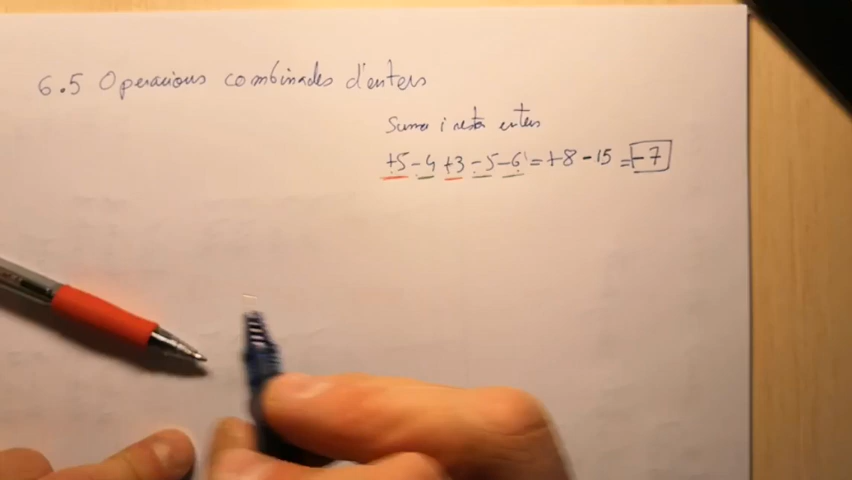 6.5 Operacions combinades d'enters
Suma i resta enters
+5-4+3-5-6=+8-15=-7